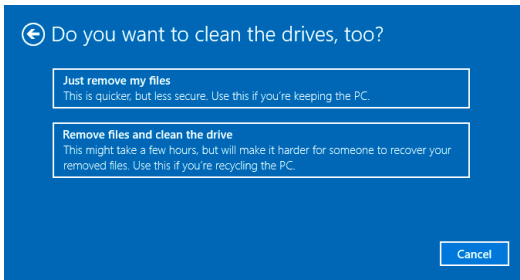 Do you want to clean the drives, too?
Just remove my files
This is quicker, but less secure. Use this if you're keeping the PC.
Remove files and clean the drive
This might take a few hours, but will make it harder for someone to recover your
removed files. Use this if you're recycling the PC.
Cancel